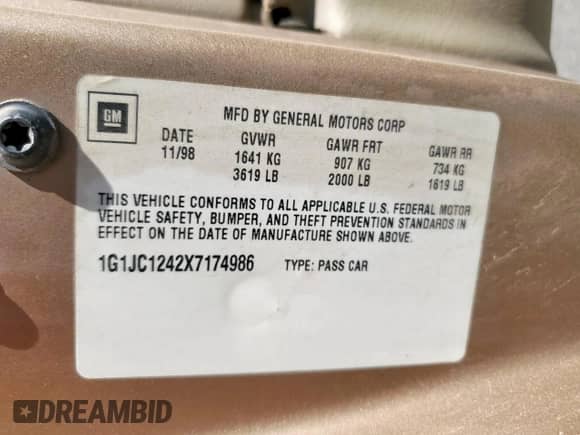 GM
MFD BY GENERAL MOTORS CORP
DATE GVWR GAWR FRT GAWR RR
11/98 1641 KG 907 KG 734 KG
3619 LB 2000 LB 1619 LB
THIS VEHICLE CONFORMS TO ALL APPLICABLE U.S. FEDERAL MOTOR
VEHICLE SAFETY, BUMPER, AND THEFT PREVENTION STANDARDS IN
EFFECT ON THE DATE OF MANUFACTURE SHOWN ABOVE.
1G1JC1242X7174986 TYPE: PASS CAR
DREAMBID